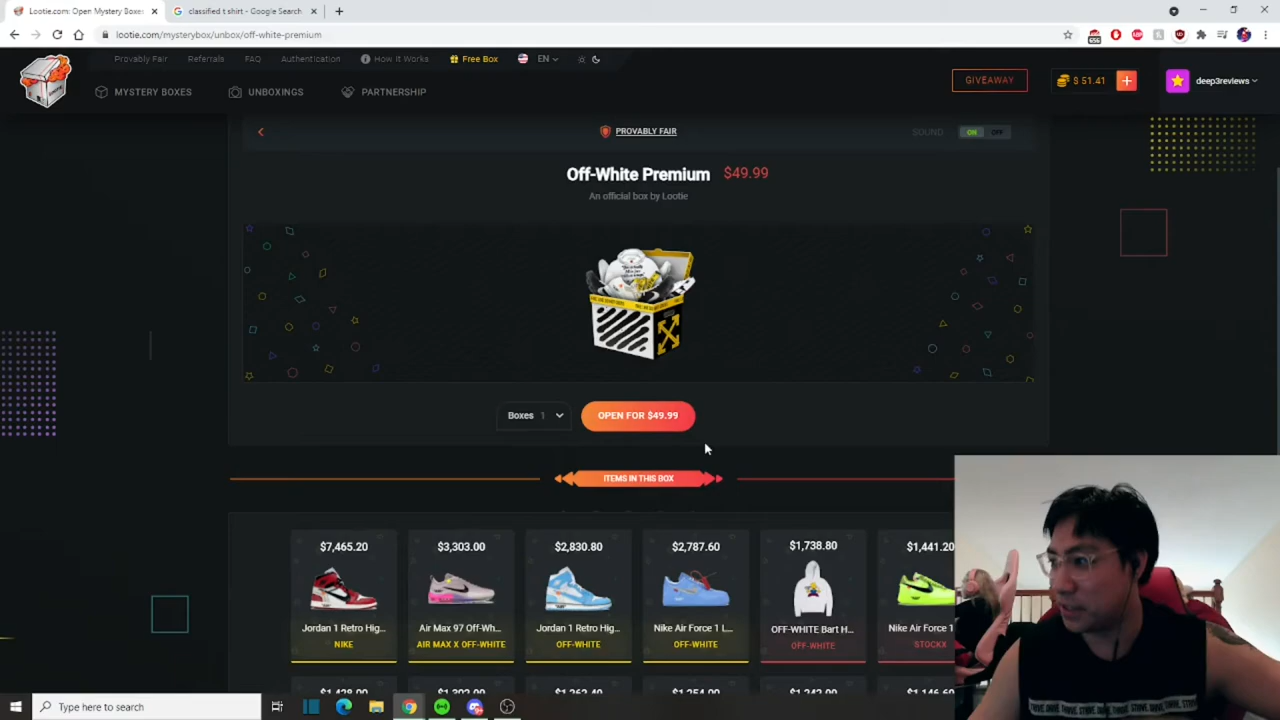 Lootie.com: Open Mystery Boxe
classified t shirt - Google Search
lootie.com/mysterybox/unbox/off-white-premium
Provably Fair
Referrals
FAQ
Authentication
How It Works
Free Box
EN
MYSTERY BOXES
UNBOXINGS
PARTNERSHIP
GIVEAWAY
$ 51.41
deep3reviews
PROVABLY FAIR
SOUND
ON
OFF
Off-White Premium $49.99
An official box by Lootie
Boxes 1
OPEN FOR $49.99
ITEMS IN THIS BOX
$7,465.20
$3,303.00
$2,830.80
$2,787.60
$1,738.80
$1,441.20
Jordan 1 Retro Hig...
Air Max 97 Off-Wh...
Jordan 1 Retro Hig...
Nike Air Force 1 L...
OFF-WHITE Bart H...
Nike Air Force 1
NIKE
AIR MAX X OFF-WHITE
OFF-WHITE
OFF-WHITE
OFF-WHITE
STOCKX
Type here to search